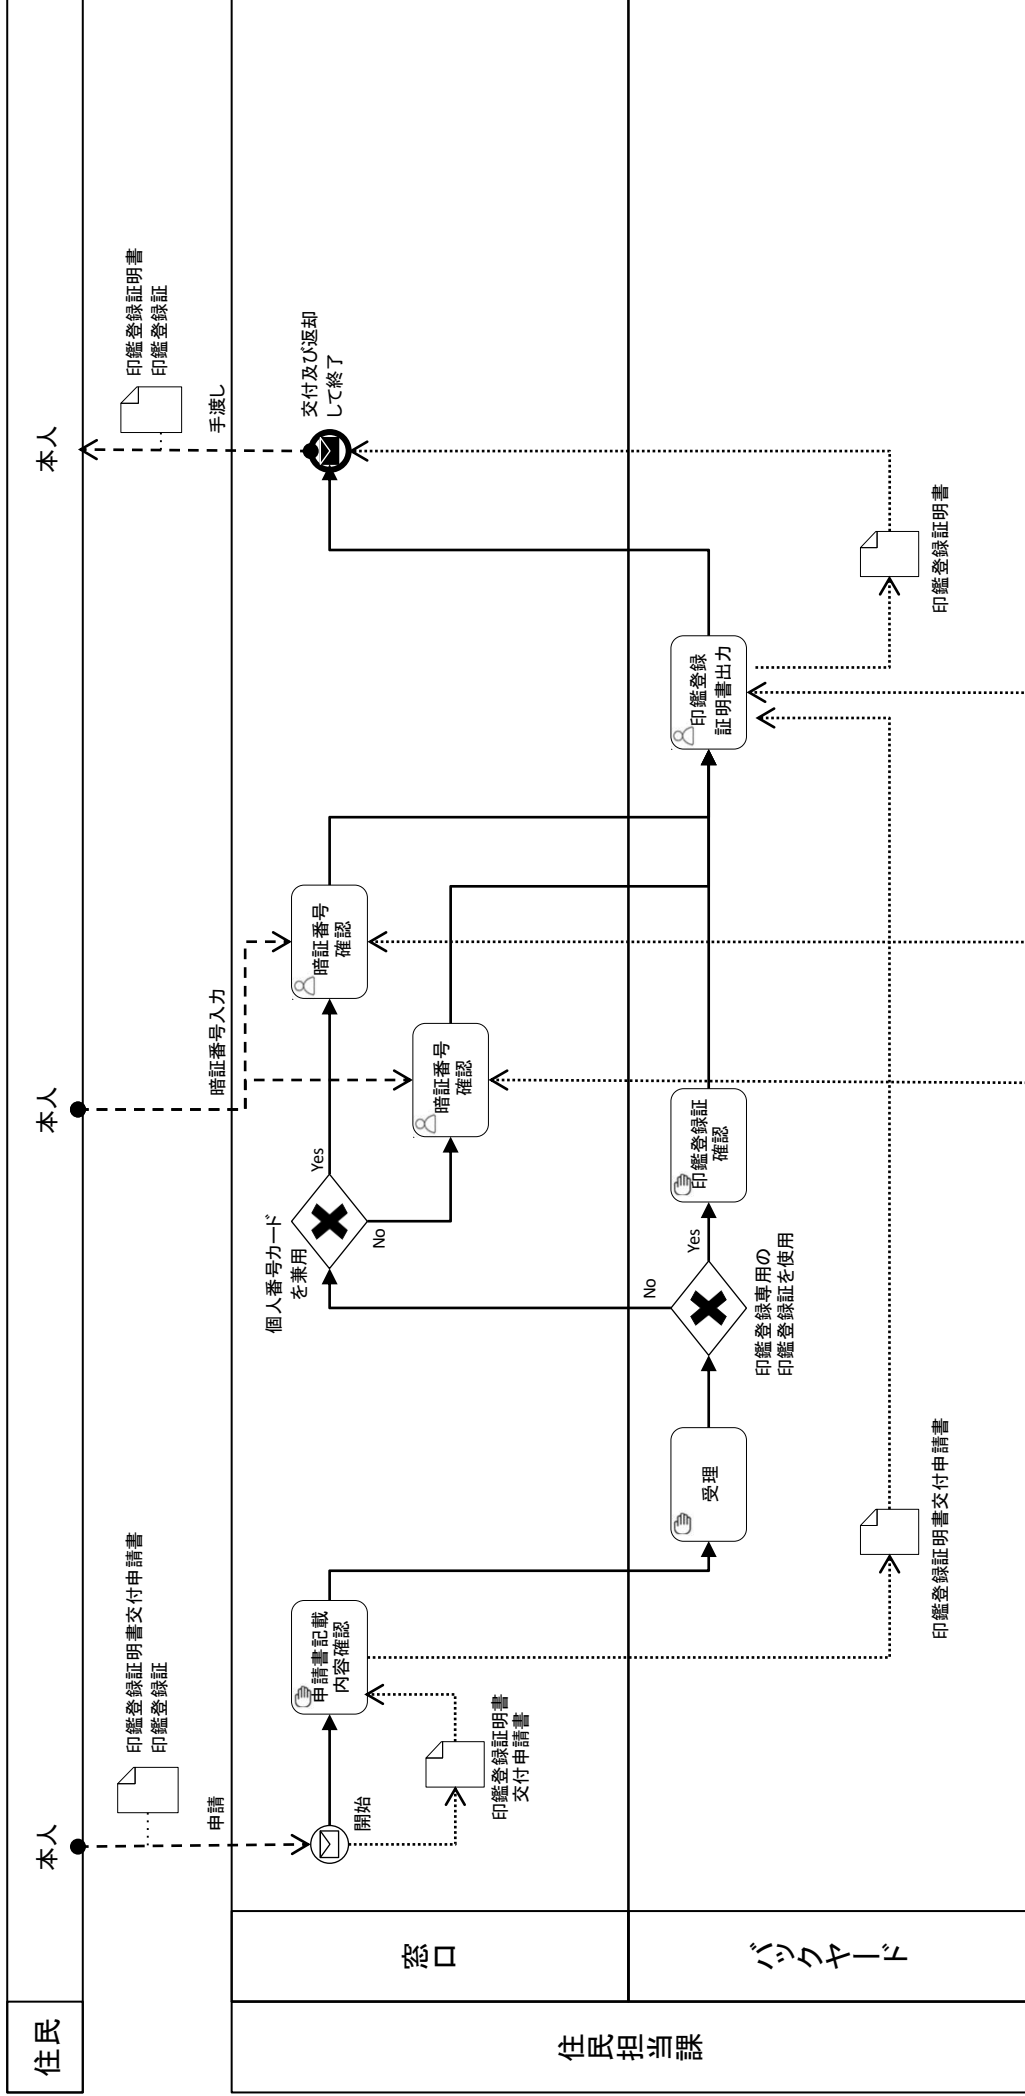 住民
本人
本人
本人
印鑑登録証明書交付申請書
印鑑登録証
申請
暗証番号入力
印鑑登録証明書
印鑑登録証
手渡し
住民担当課
窓口
開始
印鑑登録証明書
交付申請書
申請書記載
内容確認
個人番号カード
を兼用
Yes
No
暗証番号
確認
暗証番号
確認
交付及び返却
して終了
バックヤード
受理
印鑑登録専用の
印鑑登録証を使用
No
Yes
印鑑登録証
確認
印鑑登録
証明書出力
印鑑登録証明書交付申請書
印鑑登録証明書